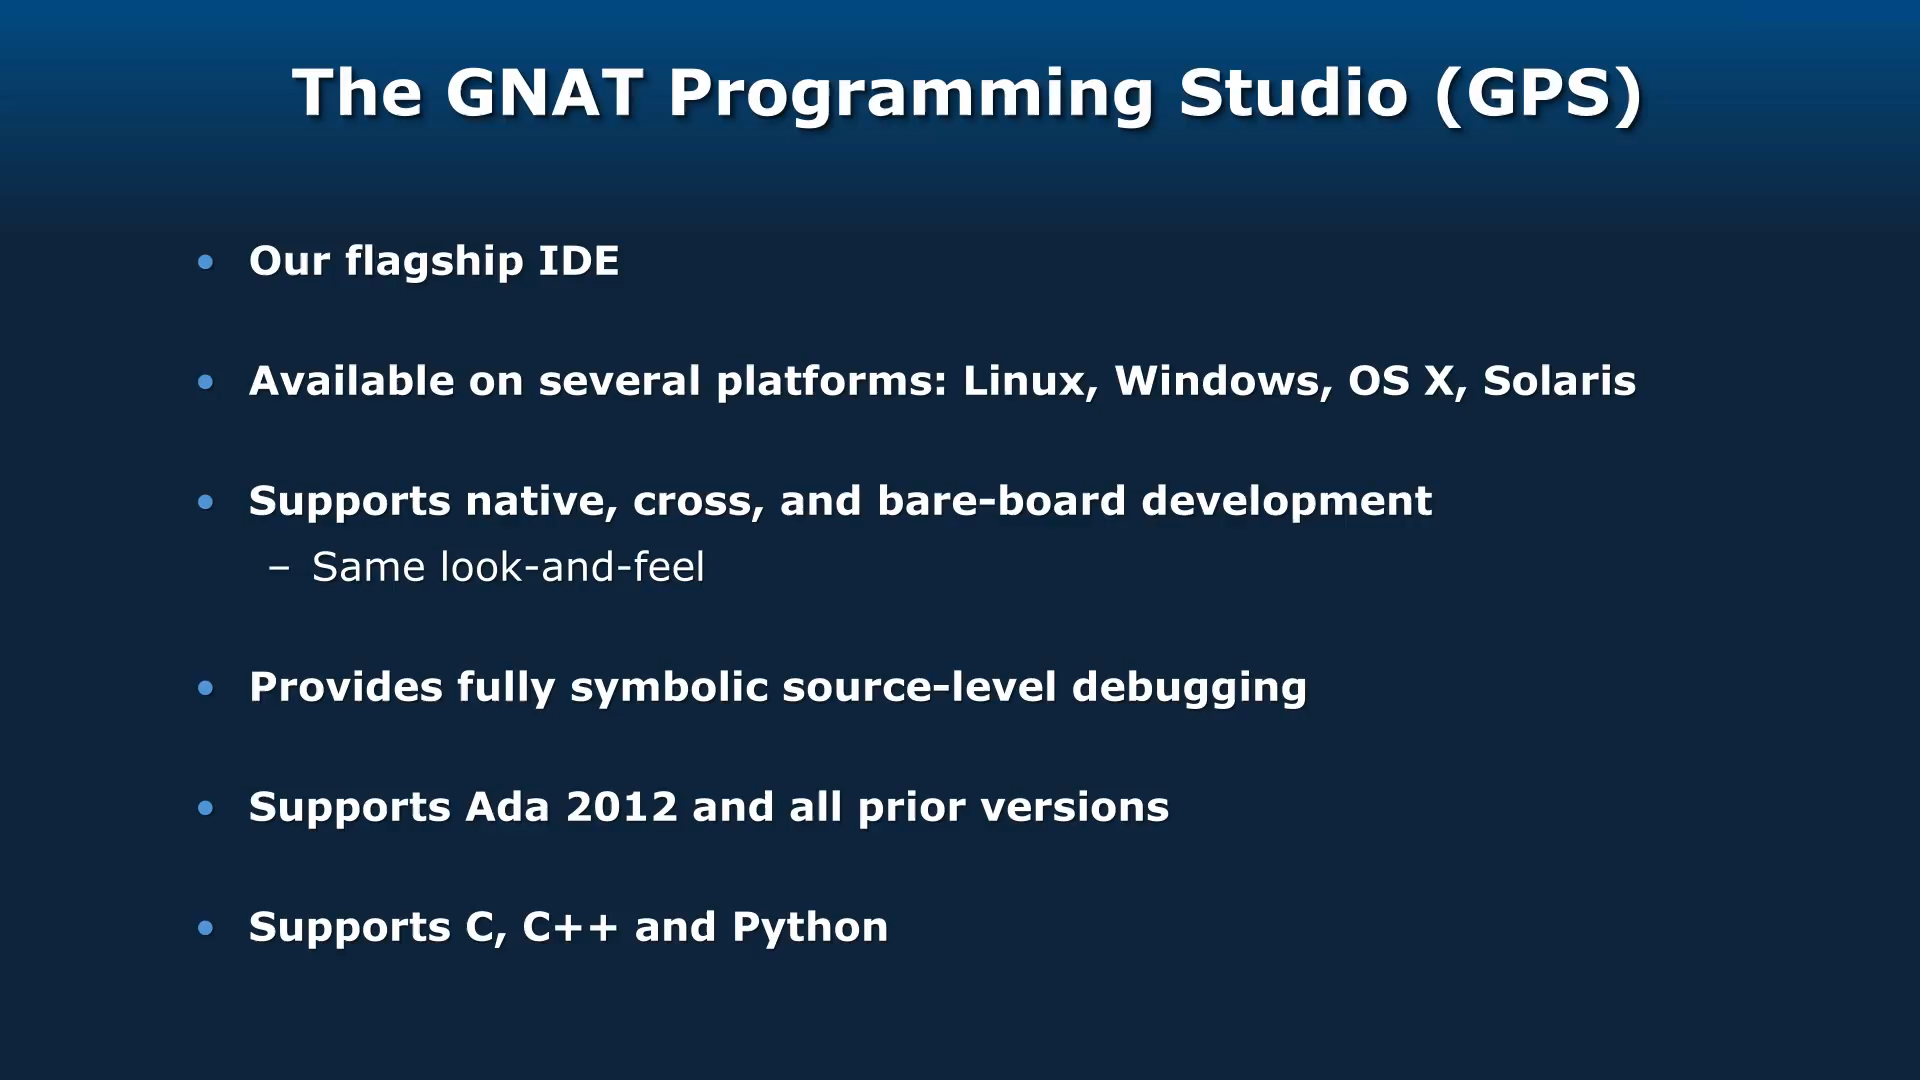 The GNAT Programming Studio (GPS)
• Our flagship IDE
• Available on several platforms: Linux, Windows, OS X, Solaris
• Supports native, cross, and bare-board development
– Same look-and-feel
• Provides fully symbolic source-level debugging
• Supports Ada 2012 and all prior versions
• Supports C, C++ and Python